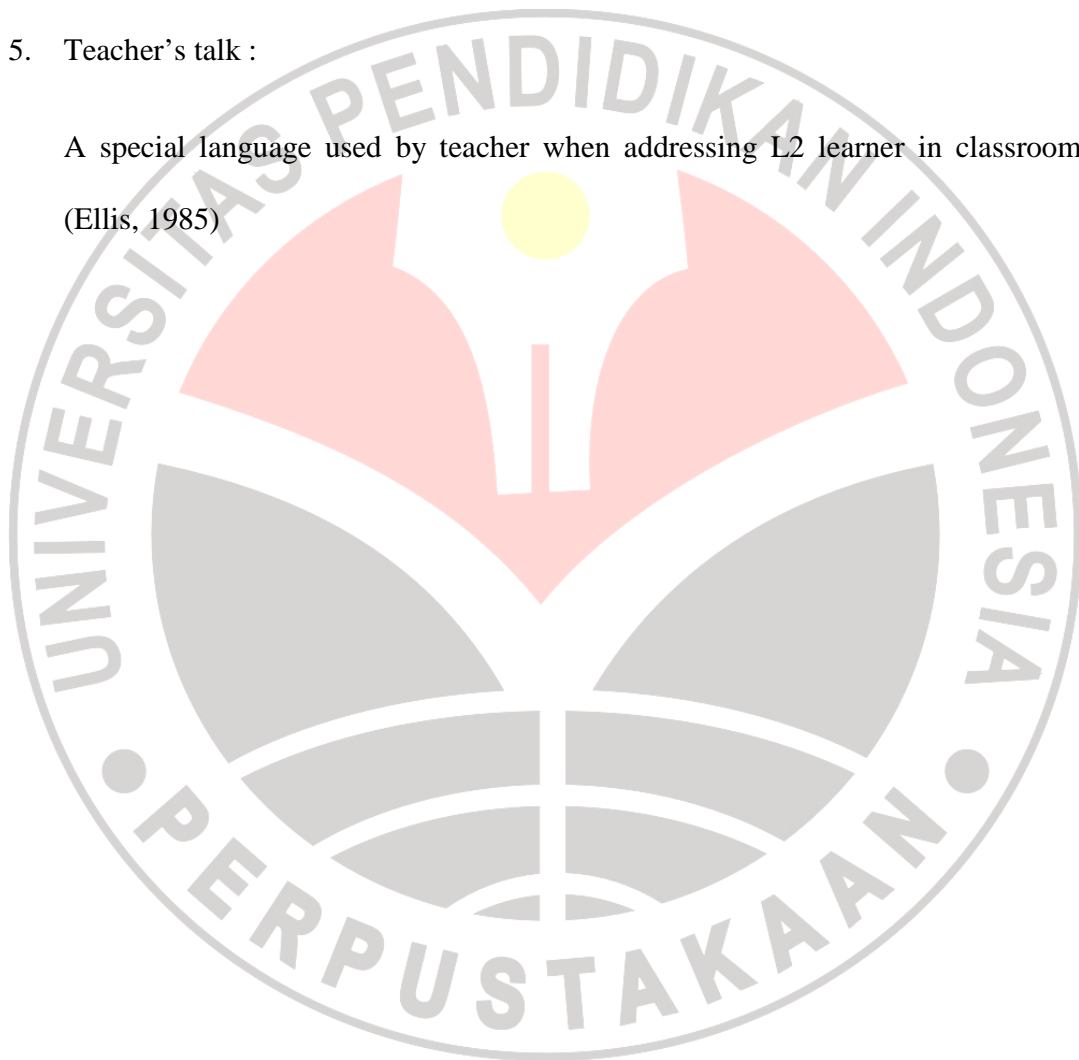 5. Teacher’s talk :
A special language used by teacher when addressing L2 learner in classroom
(Ellis, 1985)
UNIVERSITAS PENDIDIKAN INDONESIA
PERPUSTAKAAN